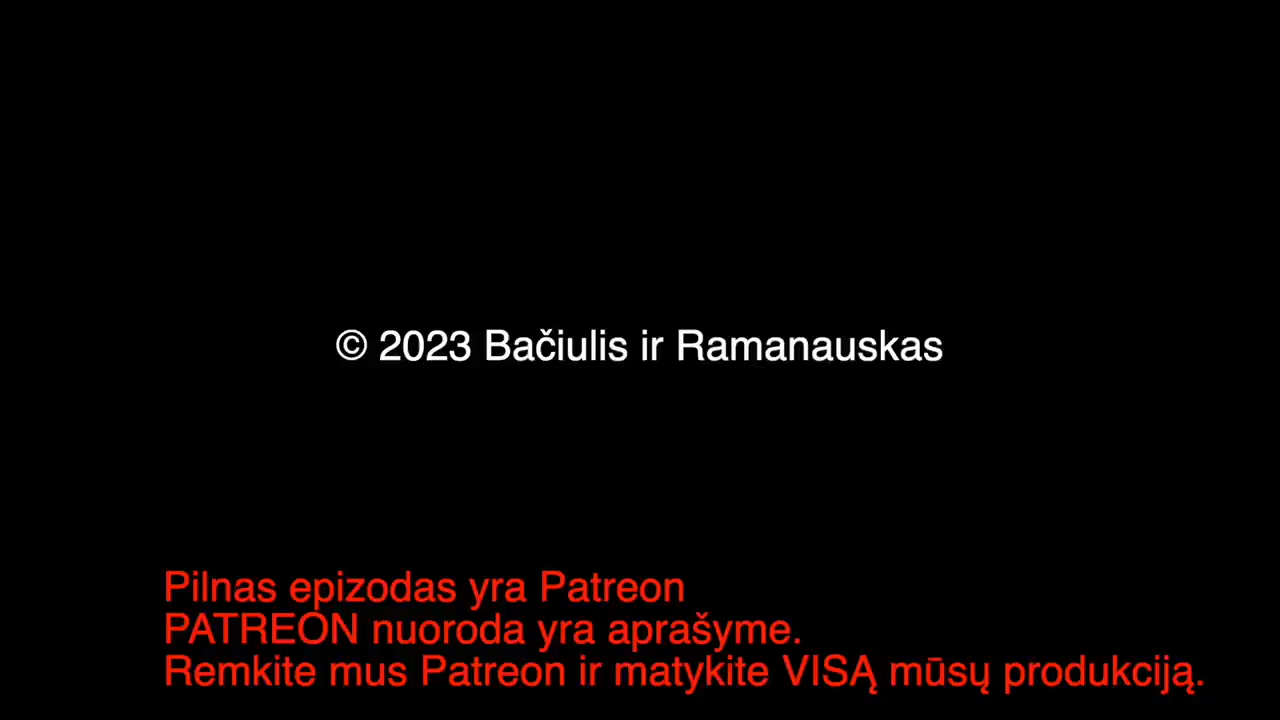 © 2023 Bačiulis ir Ramanauskas
Pilnas epizodas yra Patreon
PATREON nuoroda yra aprašyme.
Remkite mus Patreon ir matykite VISĄ mūsų produkciją.